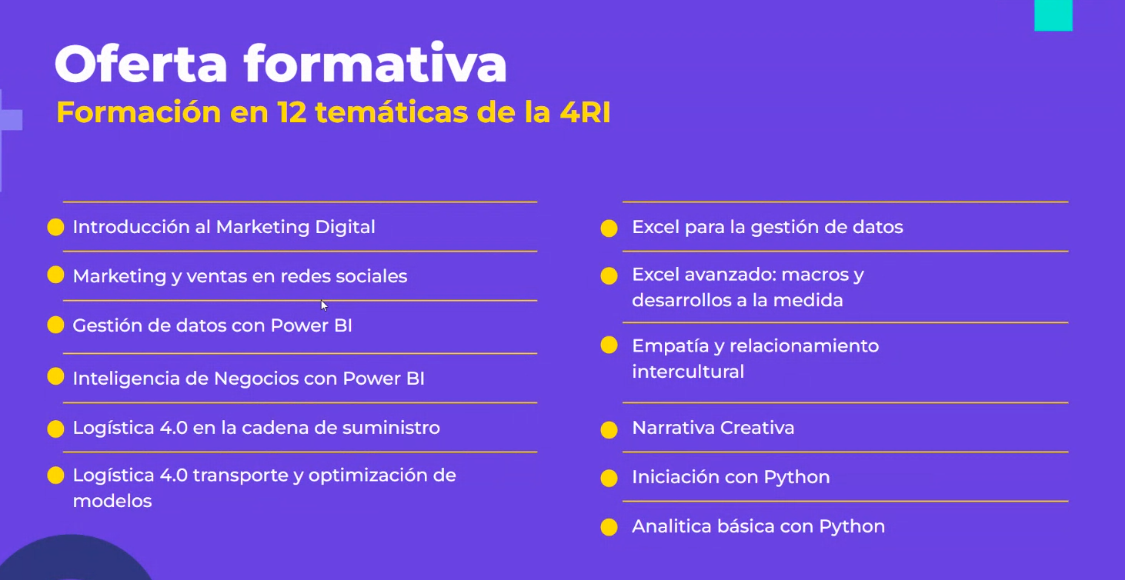 Oferta formativa
Formación en 12 temáticas de la 4RI
Introducción al Marketing Digital
Marketing y ventas en redes sociales
Gestión de datos con Power BI
Inteligencia de Negocios con Power BI
Logística 4.0 en la cadena de suministro
Logística 4.0 transporte y optimización de
modelos
Excel para la gestión de datos
Excel avanzado: macros y
desarrollos a la medida
Empatía y relacionamiento
intercultural
Narrativa Creativa
Iniciación con Python
Analitica básica con Python